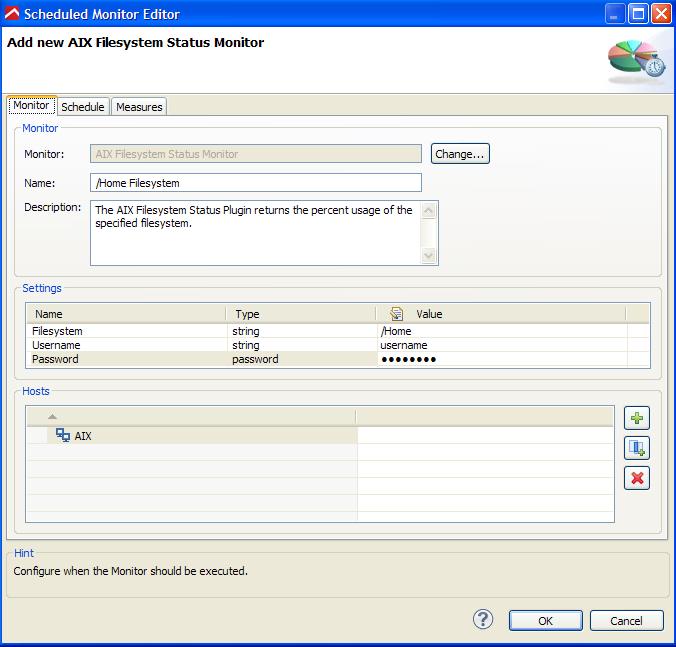 Scheduled Monitor Editor
Add new AIX Filesystem Status Monitor
Monitor Schedule Measures
Monitor
Monitor: AIX Filesystem Status Monitor Change...
Name: /Home Filesystem
Description: The AIX Filesystem Status Plugin returns the percent usage of the
specified filesystem.
Settings
Name Type Value
Filesystem string /Home
Username string username
Password password ●●●●●●●●
Hosts
AIX
Hint
Configure when the Monitor should be executed.
? OK Cancel